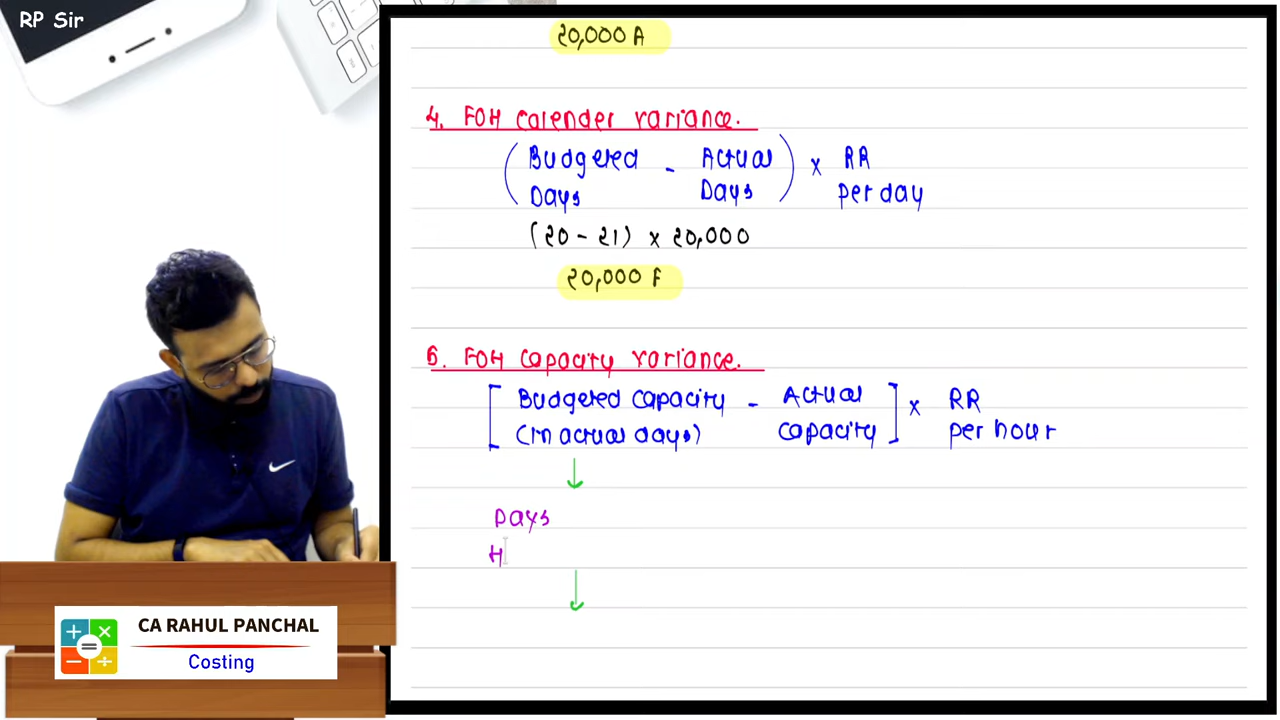 RP Sir
20,000 A
4. FOH calender variance.
(Budgeted Days - Actual Days) × RR per day
(20 - 21) × 20,000
20,000 F
5. FOH capacity variance.
[Budgeted capacity (in actual days) - Actual capacity] × RR per hour
↓
Days
H
↓
CA RAHUL PANCHAL
Costing